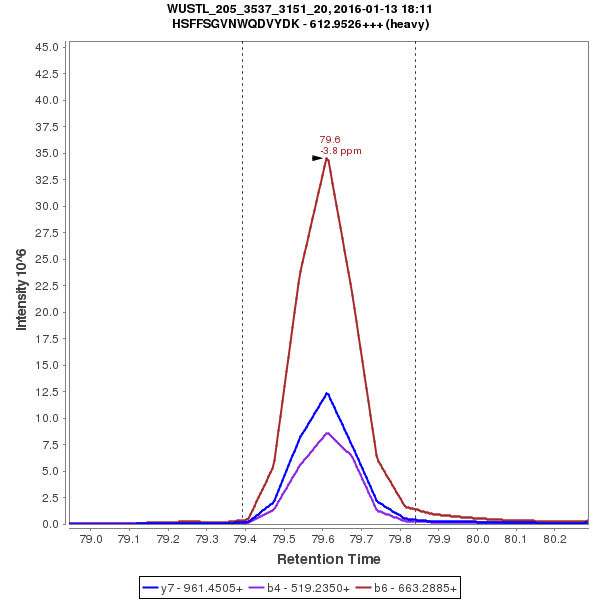 WUSTL_205_3537_3151_20, 2016-01-13 18:11
HSFFSGVNWQDVYDK - 612.9526+++ (heavy)
45.0
42.5
40.0
37.5
35.0
32.5
30.0
27.5
25.0
22.5
20.0
17.5
15.0
12.5
10.0
7.5
5.0
2.5
0.0
Intensity 10^6
79.6
-3.8 ppm
79.0 79.1 79.2 79.3 79.4 79.5 79.6 79.7 79.8 79.9 80.0 80.1 80.2
Retention Time
y7 - 961.4505+ b4 - 519.2350+ b6 - 663.2885+